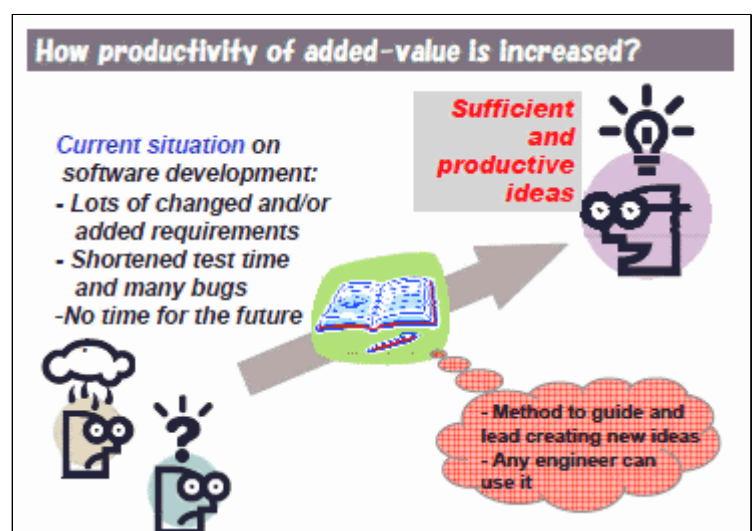 How productivity of added-value is increased?
Sufficient
and
productive
ideas
Current situation on
software development:
- Lots of changed and/or
added requirements
- Shortened test time
and many bugs
-No time for the future
?
- Method to guide and
lead creating new ideas
- Any engineer can
use it